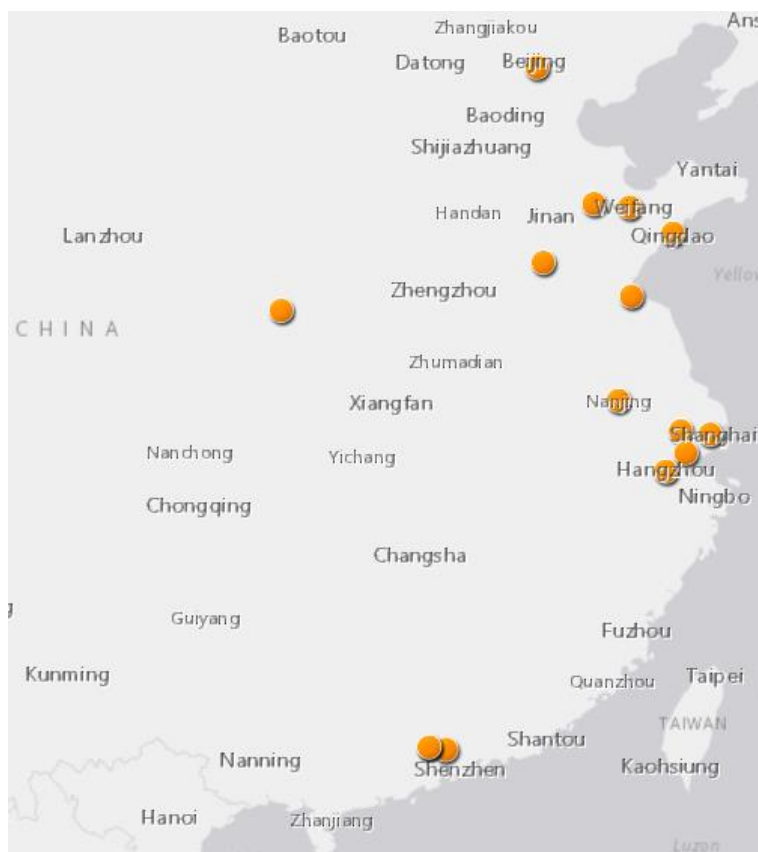 Ans
Zhangjiakou
Baotou
Datong
Beijing
Baoding
Shijiazhuang
Yantai
Weifang
Handan
Jinan
Lanzhou
Qingdao
Yellow
Zhengzhou
CHINA
Zhumadian
Nanjing
Xiangfan
Shanghai
Nanchong
Yichang
Hangzhou
Ningbo
Chongqing
Changsha
g
Guiyang
Fuzhou
Kunming
Taipei
Quanzhou
TAIWAN
Shantou
Nanning
Shenzhen
Kaohsiung
Hanoi
Zhanjiang
Luzon